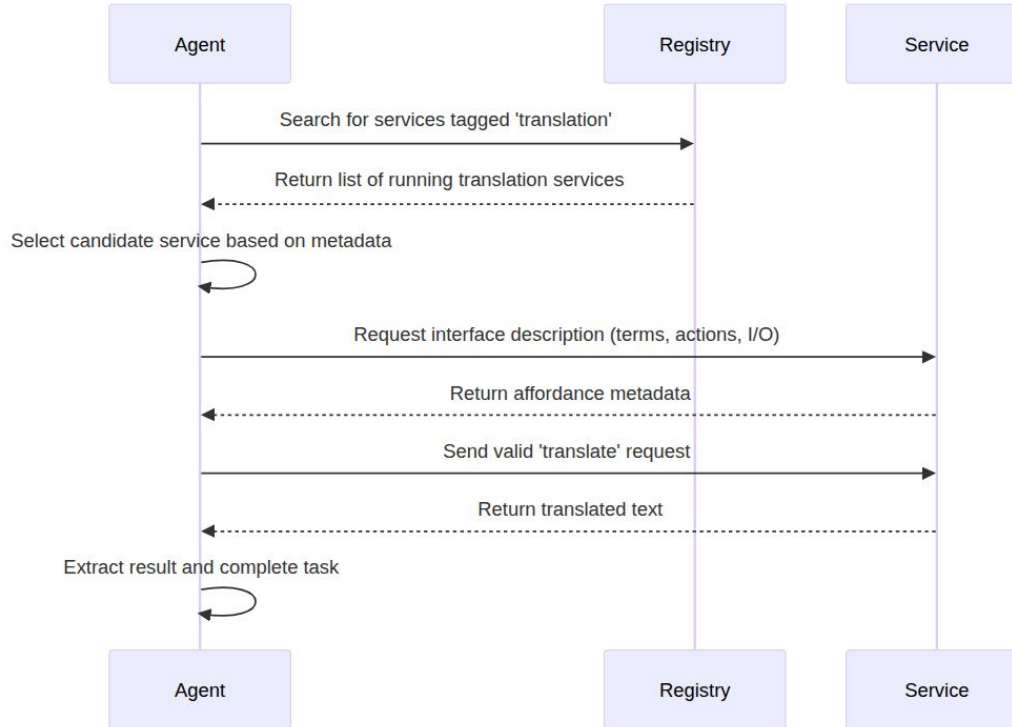 Agent
Registry
Service
Search for services tagged 'translation'
Return list of running translation services
Select candidate service based on metadata
Request interface description (terms, actions, I/O)
Return affordance metadata
Send valid 'translate' request
Return translated text
Extract result and complete task
Agent
Registry
Service